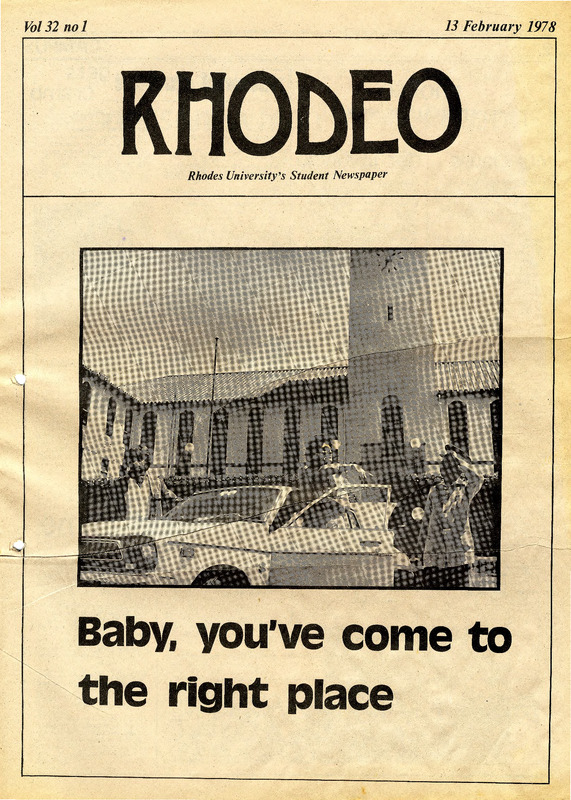 Vol 32 no 1
13 February 1978
RHODEO
Rhodes University's Student Newspaper
Baby, you've come to
the right place